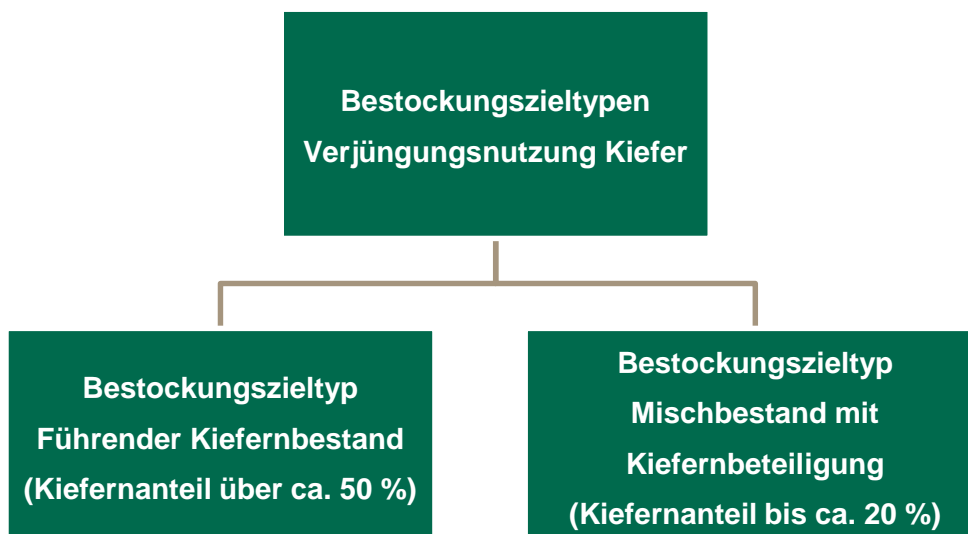 Bestockungszieltypen
Verjüngungsnutzung Kiefer
Bestockungszieltyp
Führender Kiefernbestand
(Kiefernanteil über ca. 50 %)
Bestockungszieltyp
Mischbestand mit
Kiefernbeteiligung
(Kiefernanteil bis ca. 20 %)